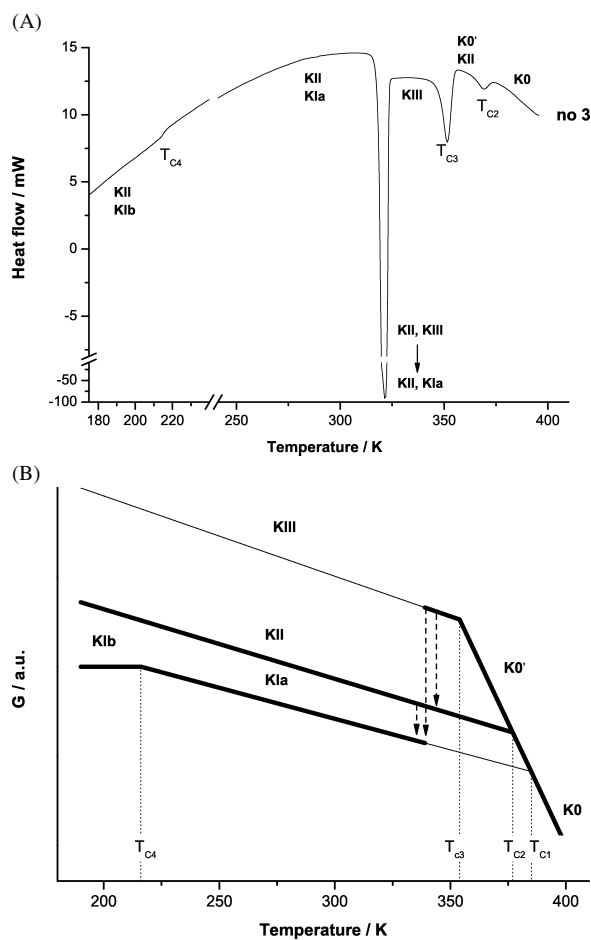 (A)
15
10
5
0
-5
-50
-100
Heat flow / mW
KII
KIb
TC4
KII
KIa
KIII
TC3
K0′
KII
TC2
K0
no 3
KII, KIII
KII, KIa
180 200 220 250 300 350 400
Temperature / K
(B)
G / a.u.
KIII
KII
KIb
KIa
K0′
K0
TC4
Tc3
TC2
TC1
200 250 300 350 400
Temperature / K